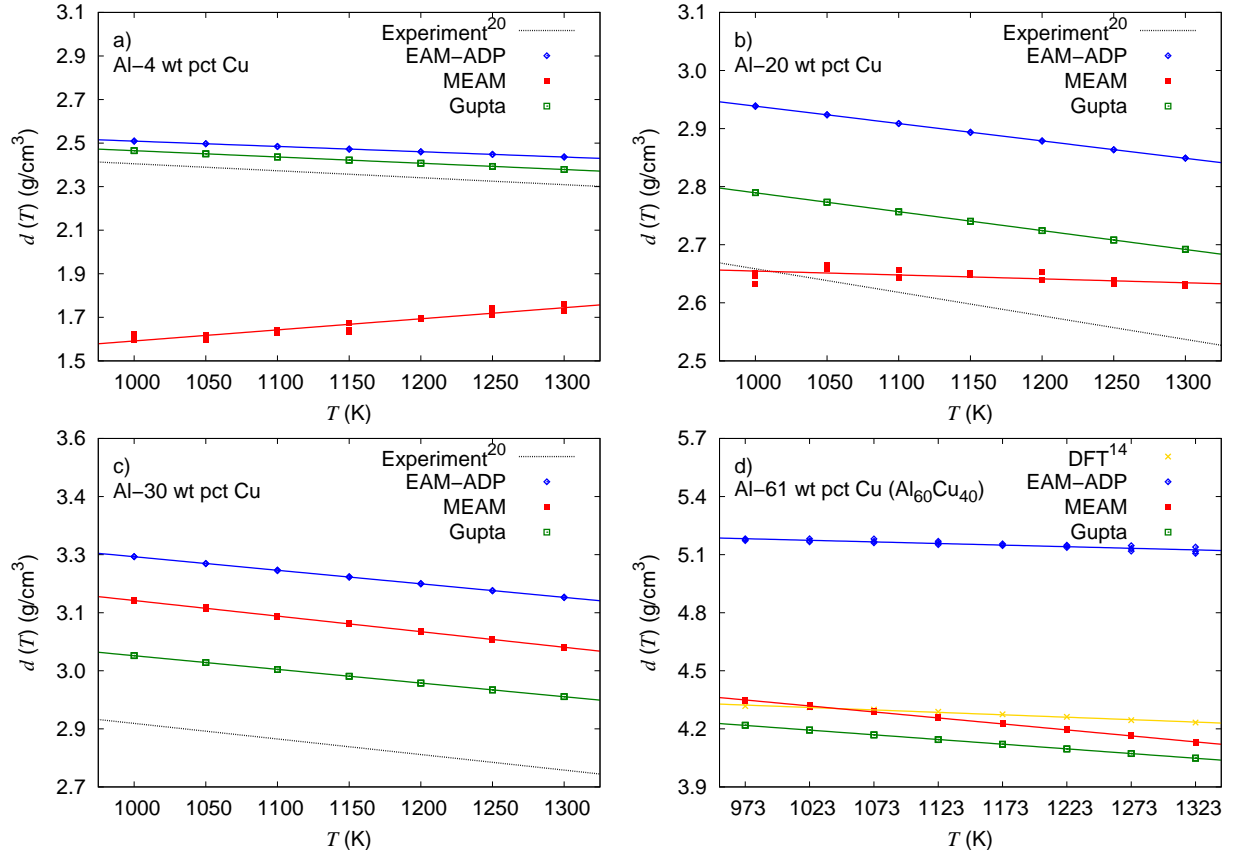 a)
Al−4 wt pct Cu
Experiment20
EAM−ADP
MEAM
Gupta
d (T) (g/cm3)
3.1
2.9
2.7
2.5
2.3
2.1
1.9
1.7
1.5
1000 1050 1100 1150 1200 1250 1300
T (K)
b)
Al−20 wt pct Cu
Experiment20
EAM−ADP
MEAM
Gupta
d (T) (g/cm3)
3.1
3.0
2.9
2.8
2.7
2.6
2.5
1000 1050 1100 1150 1200 1250 1300
T (K)
c)
Al−30 wt pct Cu
Experiment20
EAM−ADP
MEAM
Gupta
d (T) (g/cm3)
3.6
3.4
3.3
3.1
3.0
2.9
2.7
1000 1050 1100 1150 1200 1250 1300
T (K)
d)
Al−61 wt pct Cu (Al60Cu40)
DFT14
EAM−ADP
MEAM
Gupta
d (T) (g/cm3)
5.7
5.4
5.1
4.8
4.5
4.2
3.9
973 1023 1073 1123 1173 1223 1273 1323
T (K)